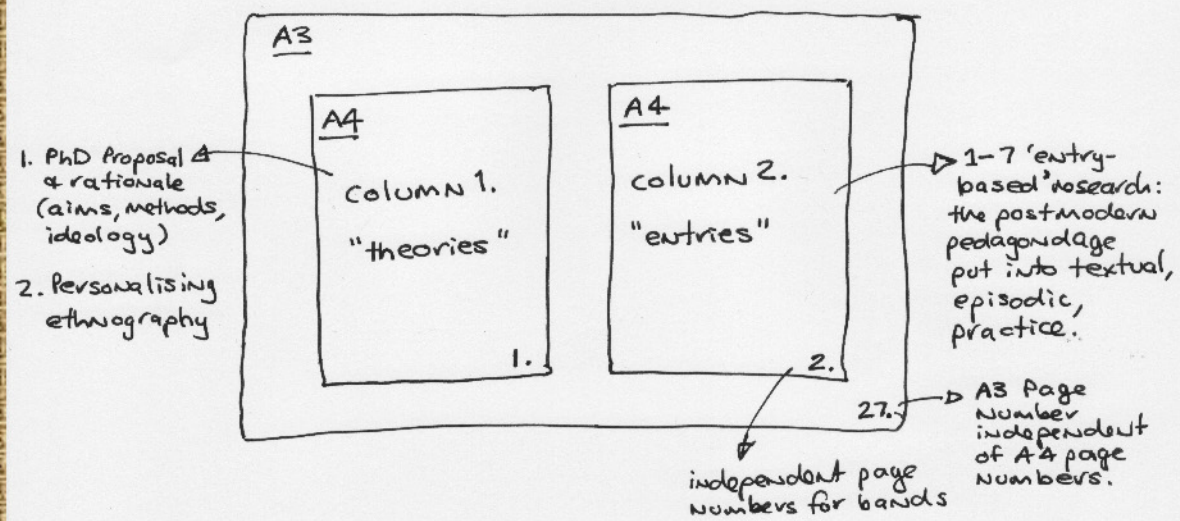 A3
A4
COLUMN 1.
"theories"
1.
A4
COLUMN 2.
"entries"
2.
27.
1. PhD Proposal
& rationale
(aims, methods,
ideology)
2. Personalising
ethnography
1-7 'entry-
based' research:
the postmodern
pedagondage
put into textual,
episodic,
practice.
A3 Page
Number
independent
of A4 page
Numbers.
independent page
Numbers for bands